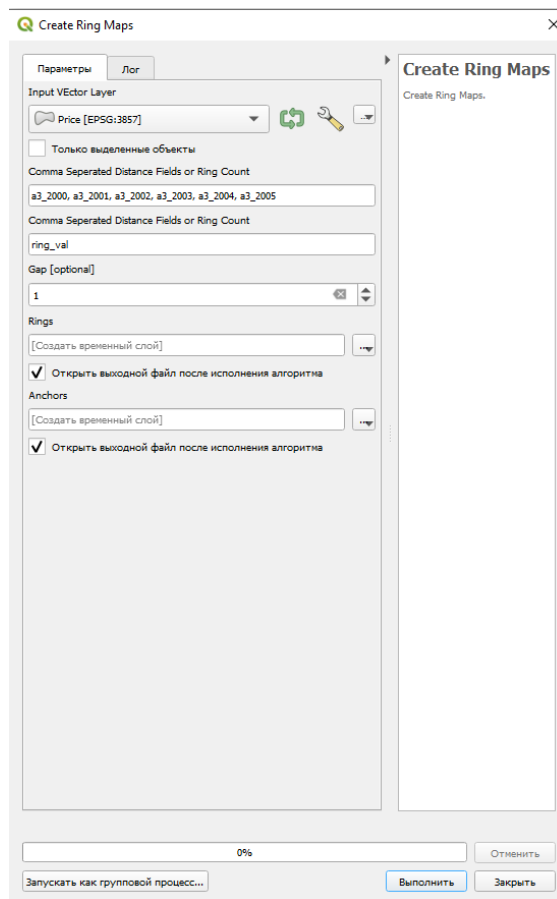 Create Ring Maps
Параметры
Лог
Input VEctor Layer
Price [EPSG:3857]
Только выделенные объекты
Comma Seperated Distance Fields or Ring Count
a3_2000, a3_2001, a3_2002, a3_2003, a3_2004, a3_2005
Comma Seperated Distance Fields or Ring Count
ring_val
Gap [optional]
1
Rings
[Создать временный слой]
Открыть выходной файл после исполнения алгоритма
Anchors
[Создать временный слой]
Открыть выходной файл после исполнения алгоритма
Create Ring Maps
Create Ring Maps.
0%
Отменить
Запускать как групповой процесс...
Выполнить
Закрыть